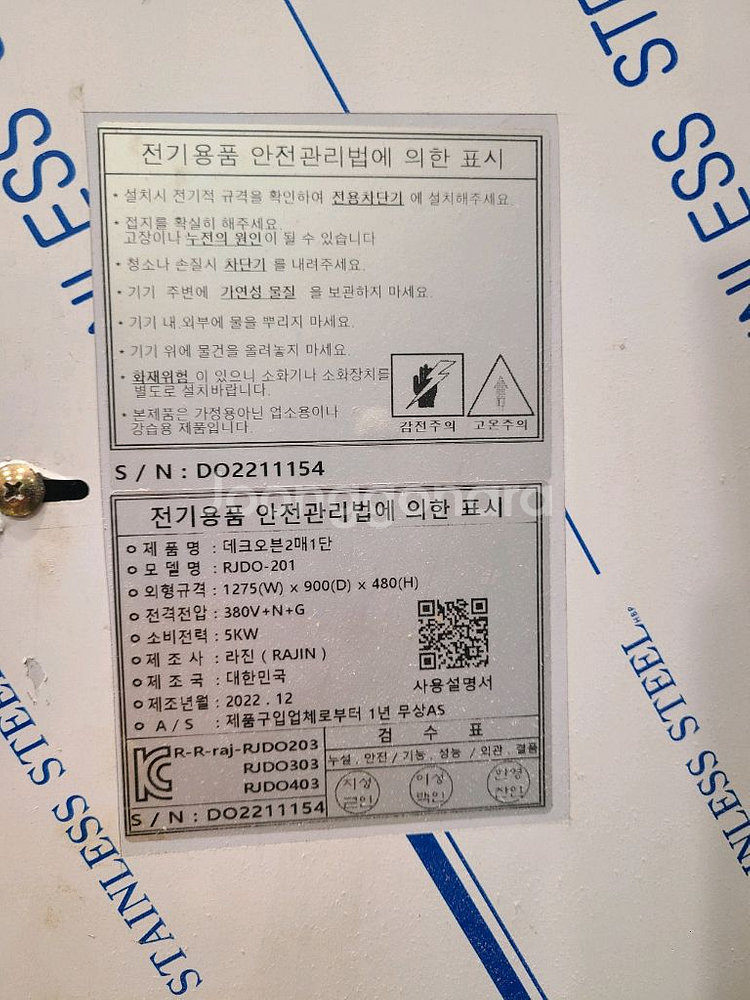 전기용품 안전관리법에 의한 표시
• 설치시 전기적 규격을 확인하여 전용차단기 에 설치해주세요.
• 접지를 확실히 해주세요.
고장이나 누전의 원인이 될 수 있습니다
• 청소나 손질시 차단기 를 내려주세요.
• 기기 주변에 가연성 물질 을 보관하지 마세요.
• 기기 내.외부에 물을 뿌리지 마세요.
• 기기 위에 물건을 올려놓지 마세요.
• 화재위험 이 있으니 소화기나 소화장치를
별도로 설치바랍니다.
• 본제품은 가정용아닌 업소용이나
강습용 제품입니다.
감전주의 고온주의
S / N : DO2211154
Joonggonara
전기용품 안전관리법에 의한 표시
o 제 품 명 : 데크오븐2매1단
o 모 델 명 : RJDO-201
o 외형규격 : 1275(W) x 900(D) x 480(H)
o 전격전압 : 380V+N+G
o 소비전력 : 5KW
o 제 조 사 : 라진 ( RAJIN )
o 제 조 국 : 대한민국
o 제조년월 : 2022 . 12
o A / S : 제품구입업체로부터 1년 무상AS
사용설명서
R-R-raj-RJDO203
RJDO303
RJDO403
S / N : DO2211154
검 수 표
누설 . 안전 / 기능 . 성능 / 외관 . 결품
STAINLESS STEEL
STAINLESS STEEL